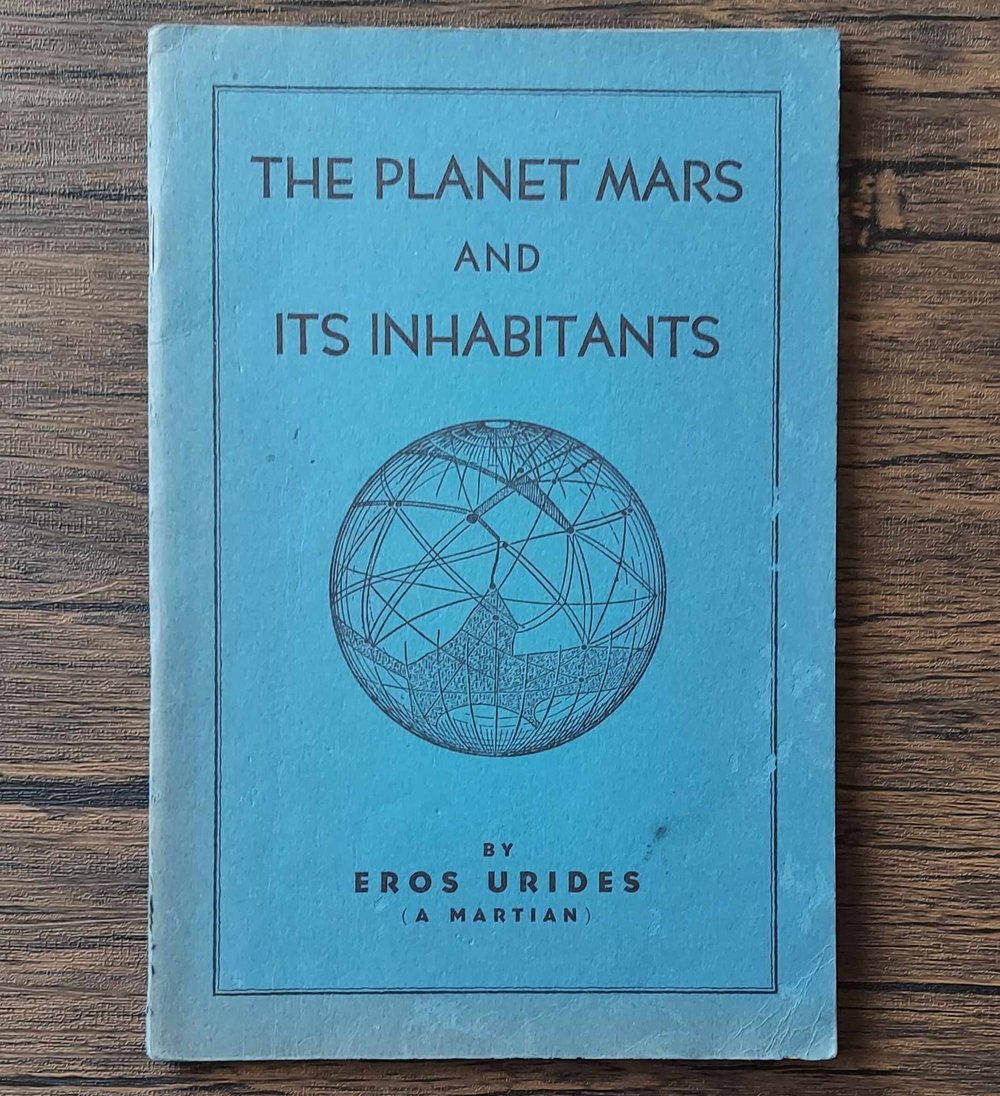 THE PLANET MARS
AND
ITS INHABITANTS
BY
EROS URIDES
(A MARTIAN)